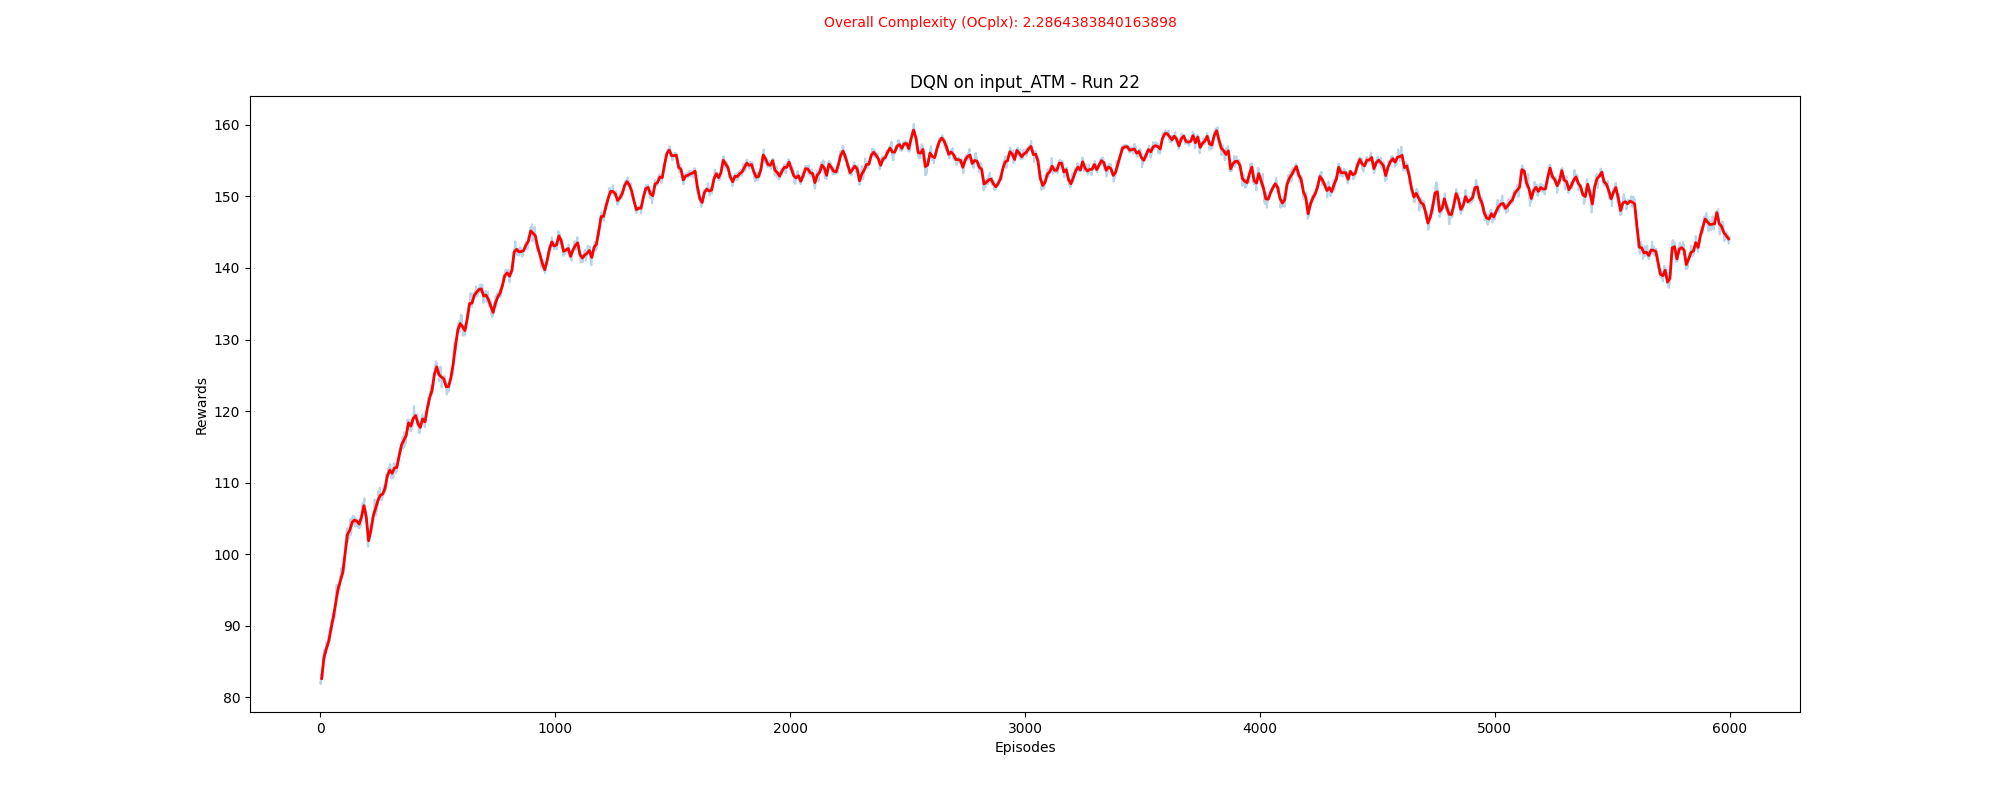 Overall Complexity (OCplx): 2.2864383840163898
DQN on input_ATM - Run 22
160
150
140
130
120
110
100
90
80
Rewards
0 1000 2000 3000 4000 5000 6000
Episodes